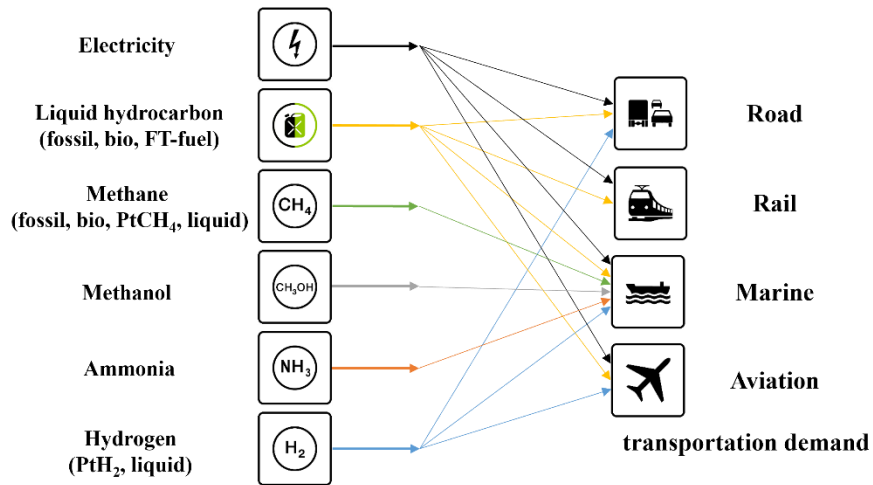 Electricity
Liquid hydrocarbon
(fossil, bio, FT-fuel)
Methane
(fossil, bio, PtCH₄, liquid)
Methanol
Ammonia
Hydrogen
(PtH₂, liquid)
CH₄
CH₃OH
NH₃
H₂
Road
Rail
Marine
Aviation
transportation demand